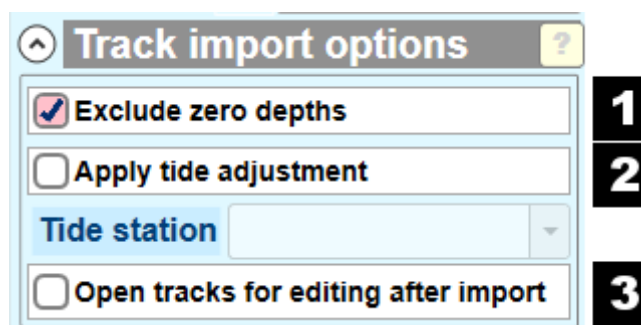 Track import options ?
Exclude zero depths 1
Apply tide adjustment 2
Tide station
Open tracks for editing after import 3